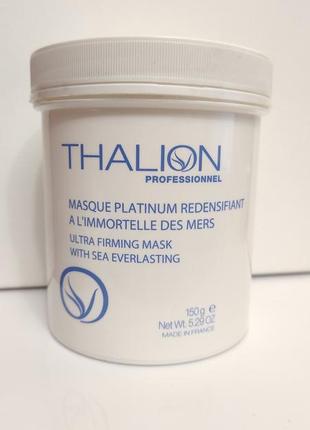 THALION
PROFESSIONNEL
MASQUE PLATINUM REDENSIFIANT
A L'IMMORTELLE DES MERS
ULTRA FIRMING MASK
WITH SEA EVERLASTING
150g ℮
Net Wt. 5.29 OZ
MADE IN FRANCE